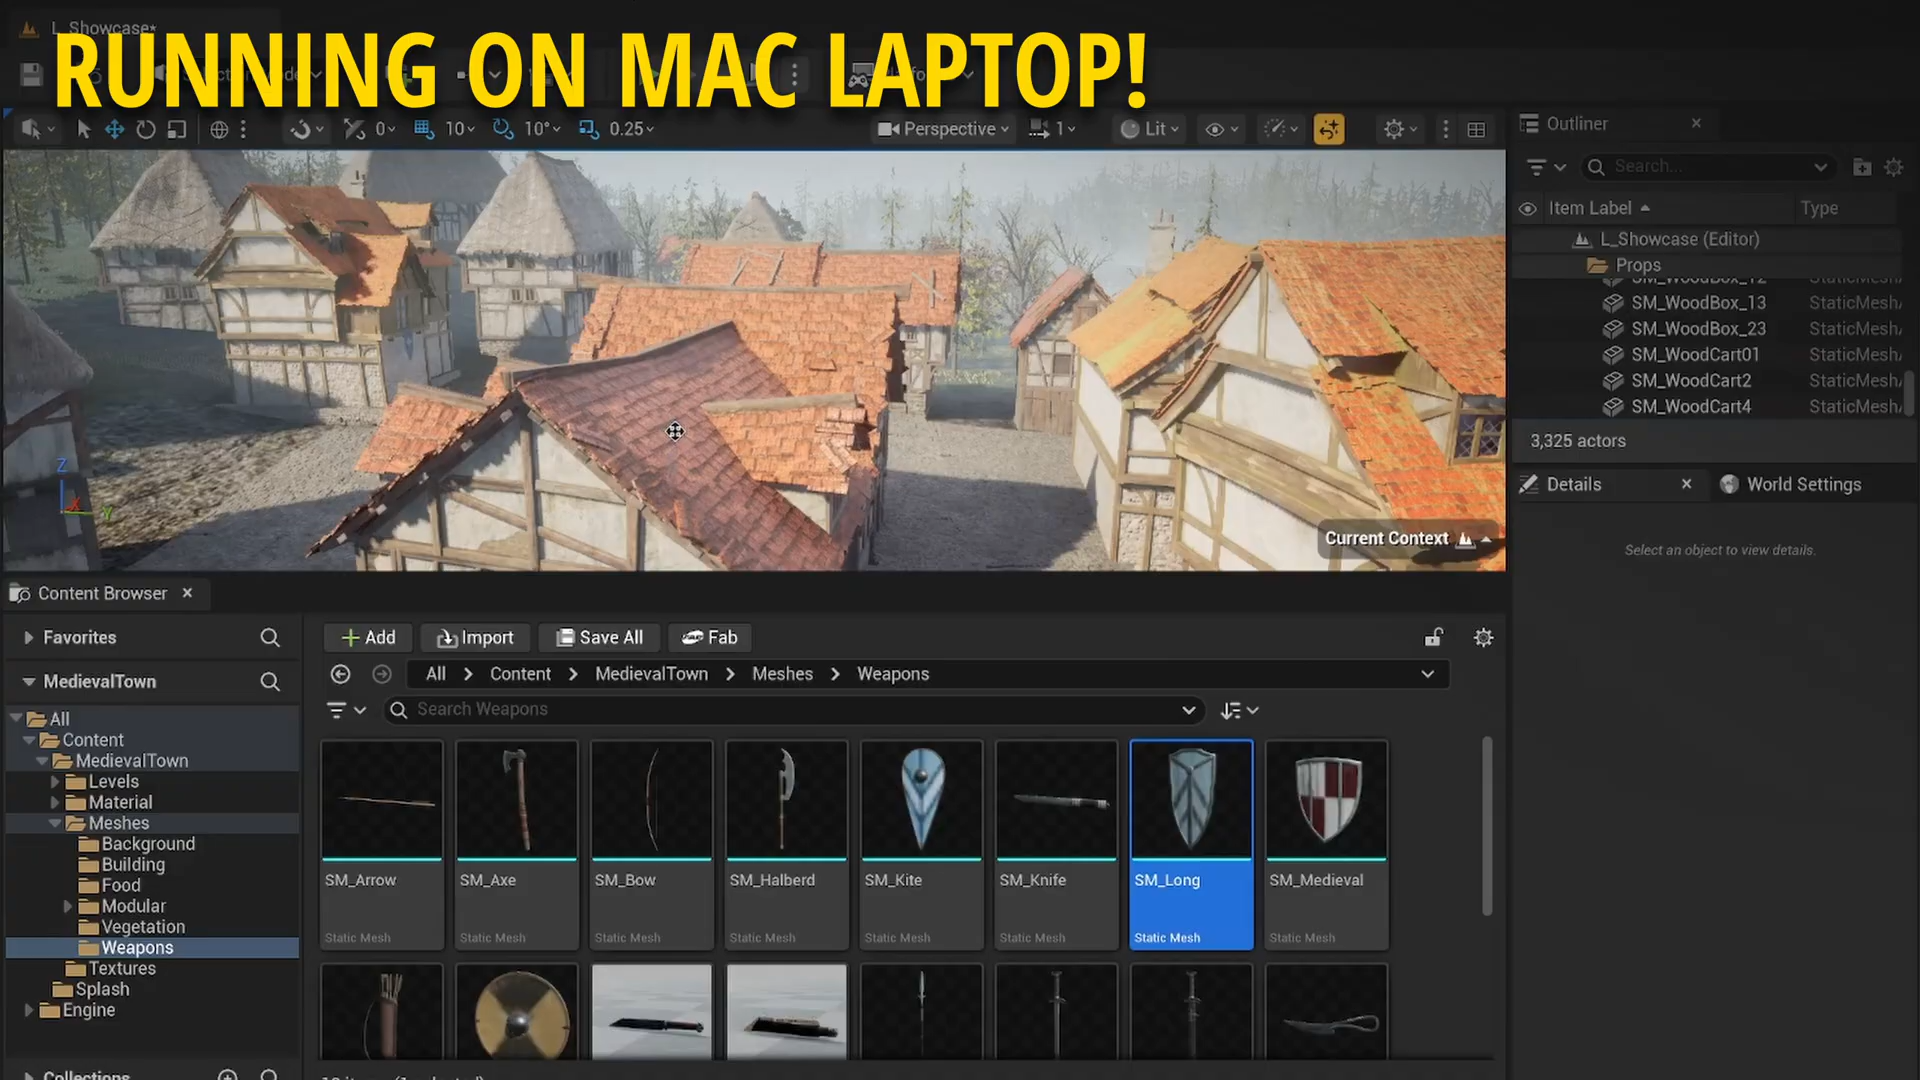 L_Showcase*
RUNNING ON MAC LAPTOP!
0
10
10°
0.25
Perspective
1
Lit
Outliner
Search...
Item Label
Type
L_Showcase (Editor)
Props
SM_WoodBox_12
SM_WoodBox_13
StaticMesh
SM_WoodBox_23
StaticMesh
SM_WoodCart01
StaticMesh
SM_WoodCart2
StaticMesh
SM_WoodCart4
StaticMesh
3,325 actors
Z
X
Y
Current Context
Details
World Settings
Select an object to view details.
Content Browser
Favorites
MedievalTown
All
Content
MedievalTown
Levels
Material
Meshes
Background
Building
Food
Modular
Vegetation
Weapons
Textures
Splash
Engine
Collections
Add
Import
Save All
Fab
All > Content > MedievalTown > Meshes > Weapons
Search Weapons
SM_Arrow
Static Mesh
SM_Axe
Static Mesh
SM_Bow
Static Mesh
SM_Halberd
Static Mesh
SM_Kite
Static Mesh
SM_Knife
Static Mesh
SM_Long
Static Mesh
SM_Medieval
Static Mesh